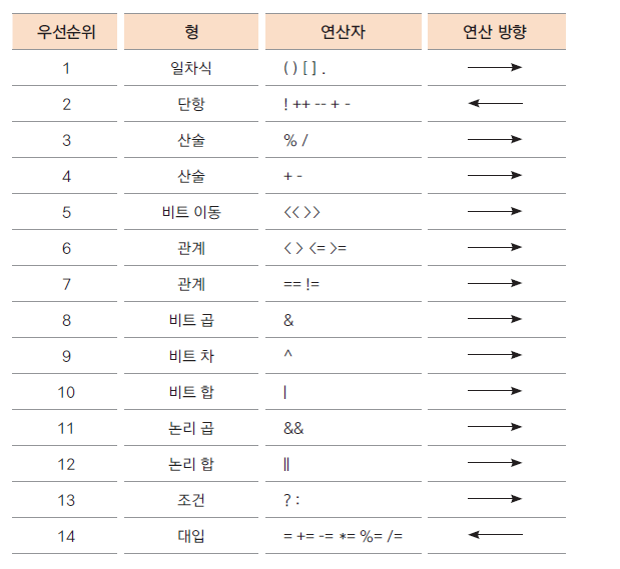 우선순위 형 연산자 연산 방향
1 일차식 ( ) [ ] .
2 단항 ! ++ -- + -
3 산술 % /
4 산술 + -
5 비트 이동 << >>
6 관계 < > <= >=
7 관계 == !=
8 비트 곱 &
9 비트 차 ^
10 비트 합 |
11 논리 곱 &&
12 논리 합 ||
13 조건 ? :
14 대입 = += -= *= %= /=